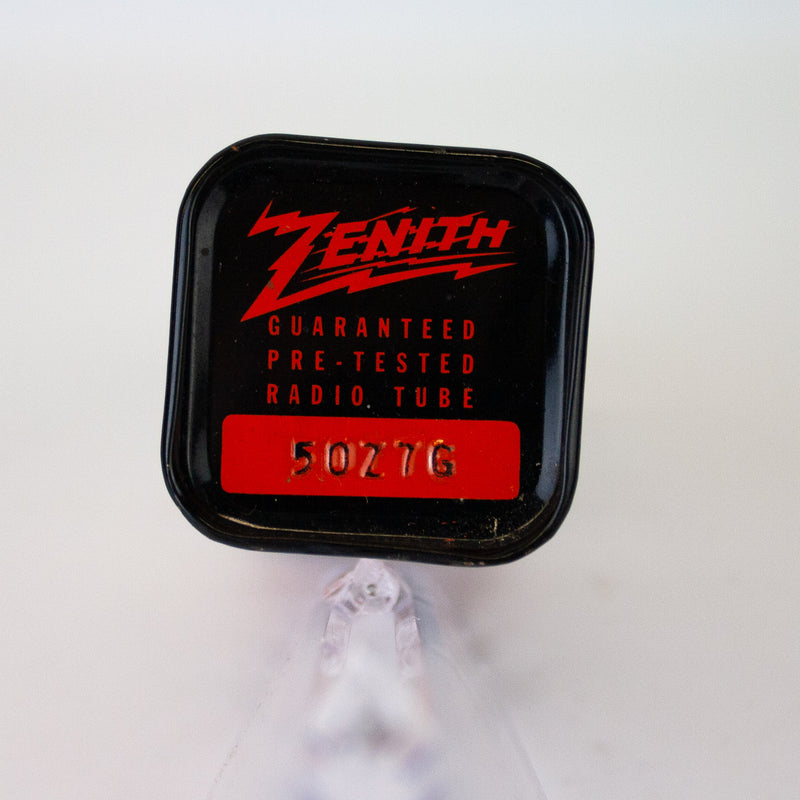 ZENITH
GUARANTEED
PRE-TESTED
RADIO TUBE
50Z7G